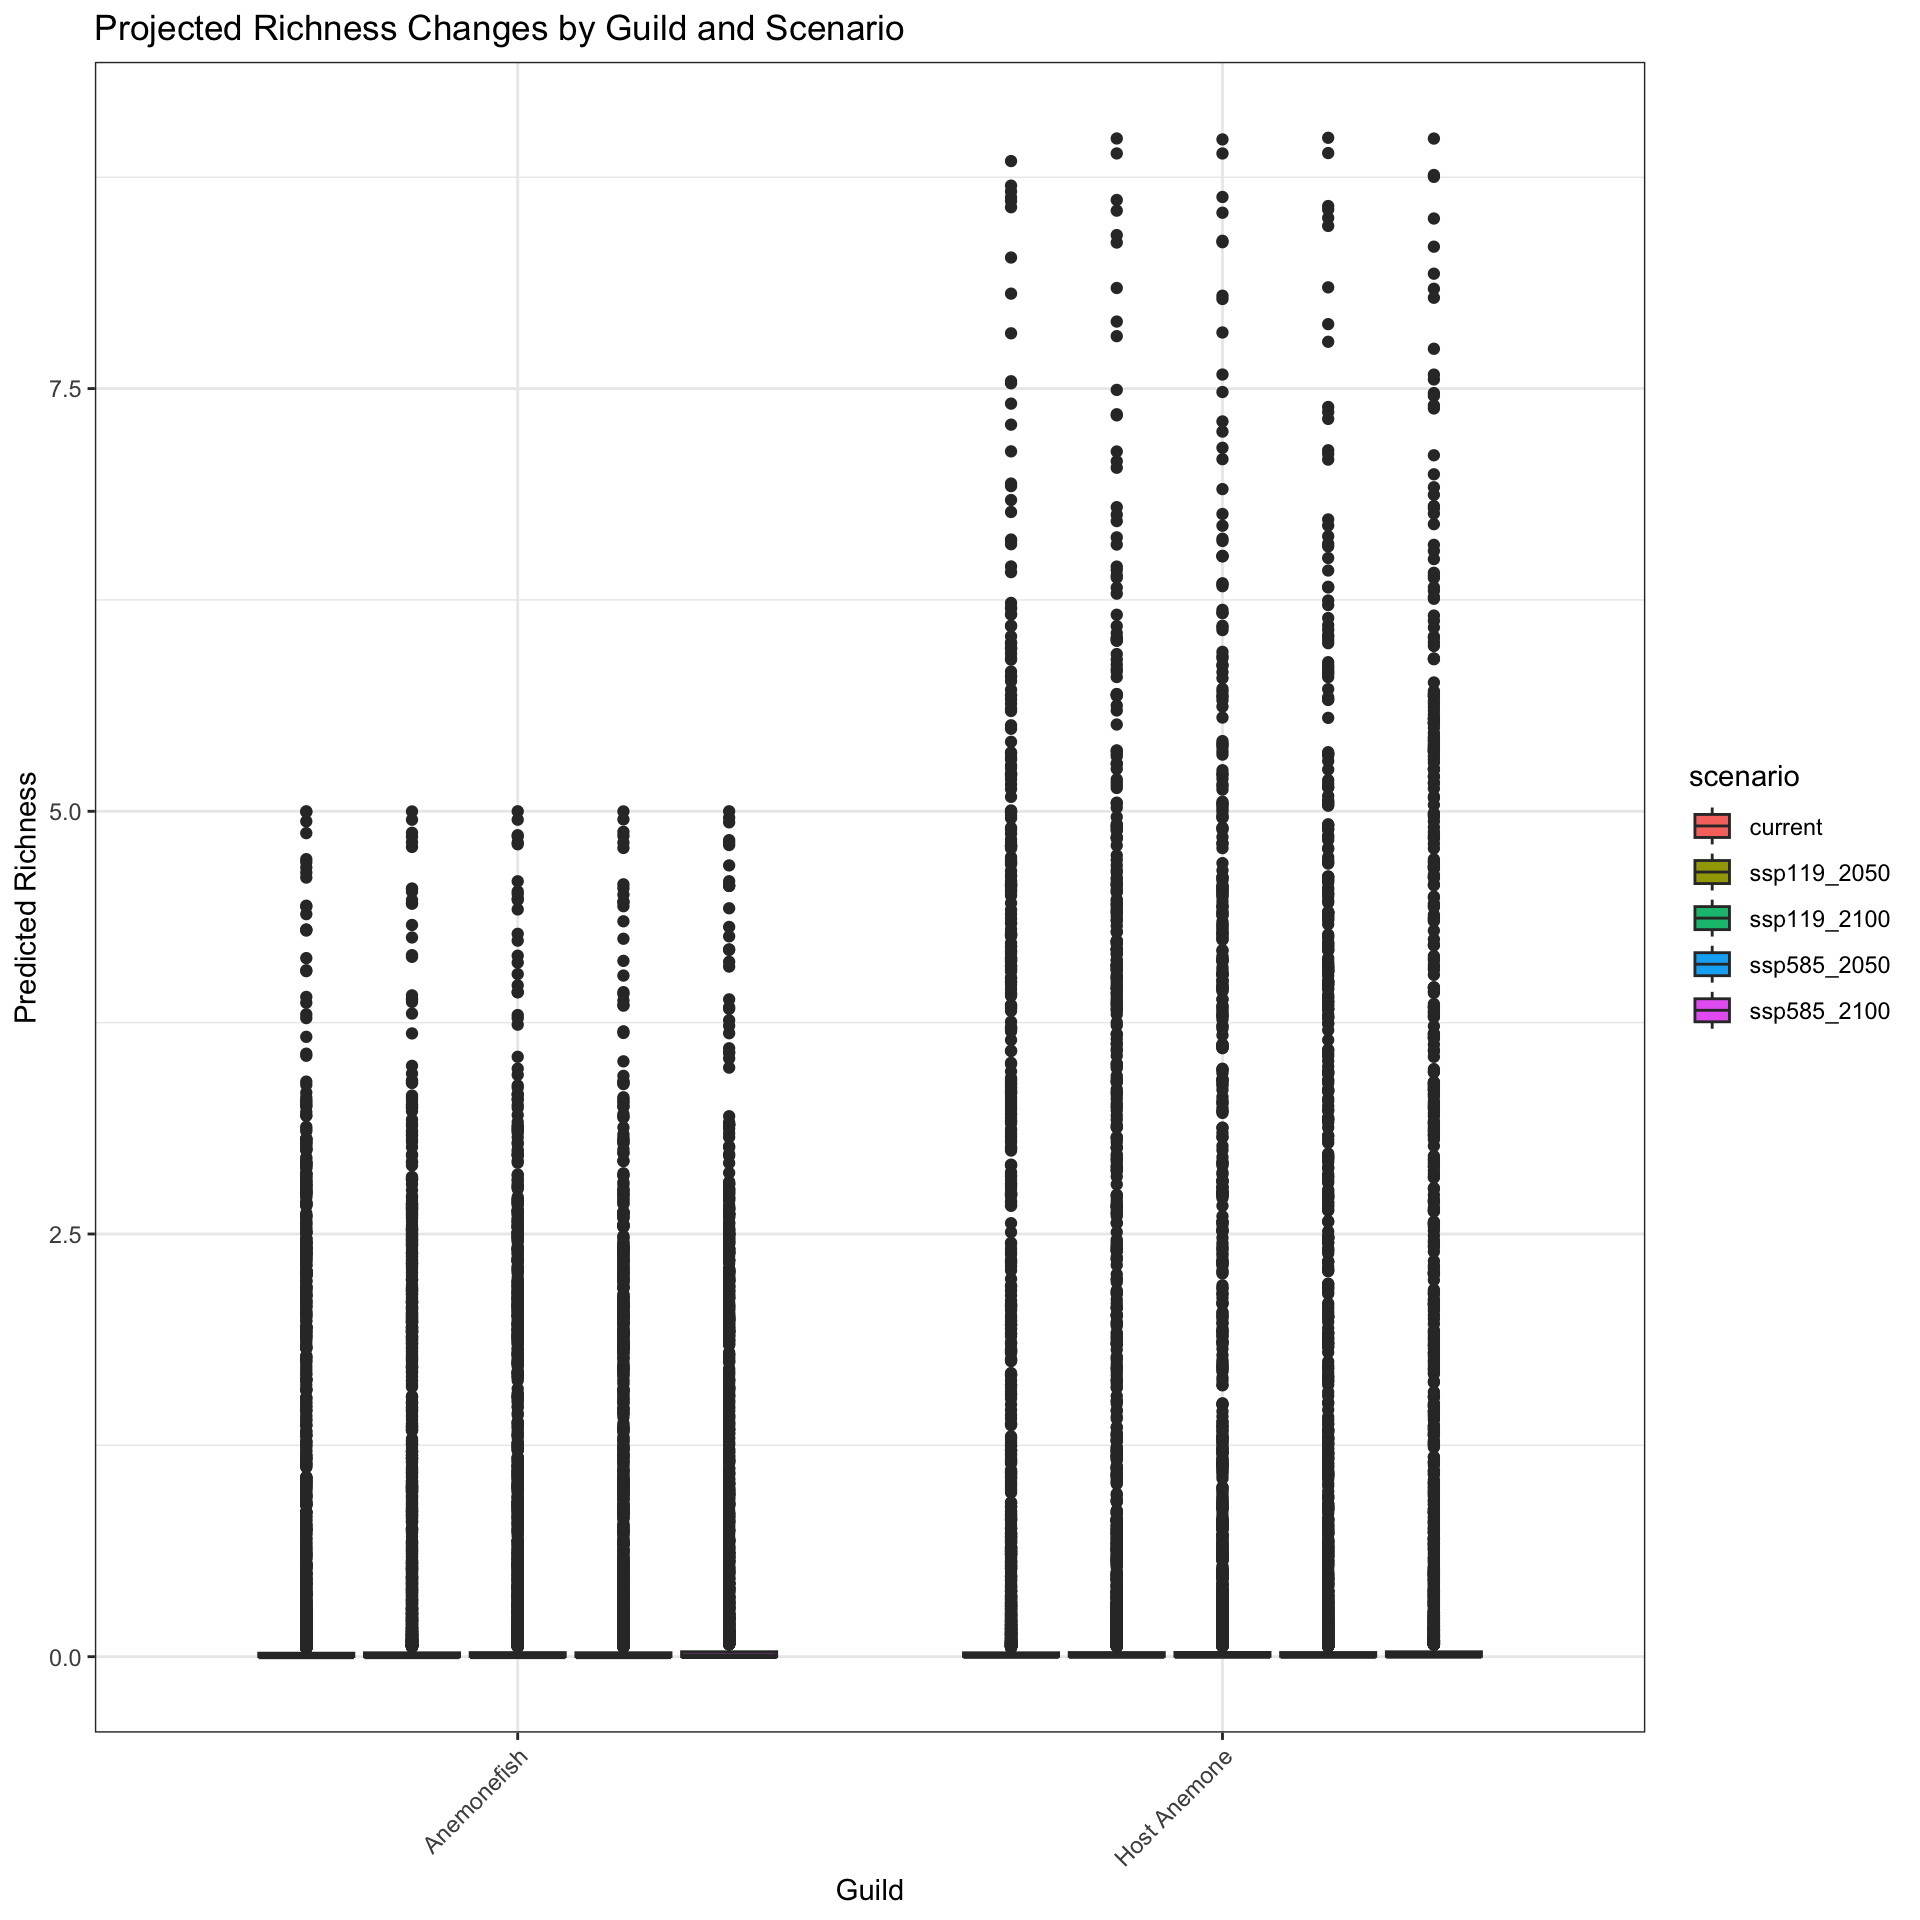 Projected Richness Changes by Guild and Scenario
Predicted Richness
7.5
5.0
2.5
0.0
Anemonefish
Host Anemone
Guild
scenario
current
ssp119_2050
ssp119_2100
ssp585_2050
ssp585_2100